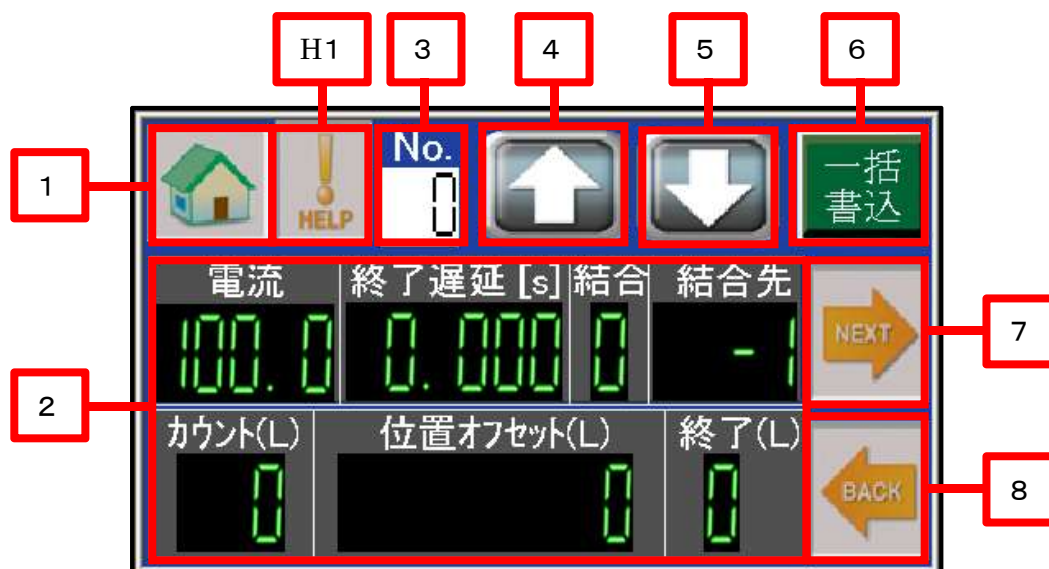 H1
3
4
5
6
1
HELP
No.
0
一括
書込
電流
終了遅延 [s]
結合
結合先
100.0
0.000
0
-1
NEXT
7
2
カウント(L)
位置オフセット(L)
終了(L)
0
0
0
BACK
8